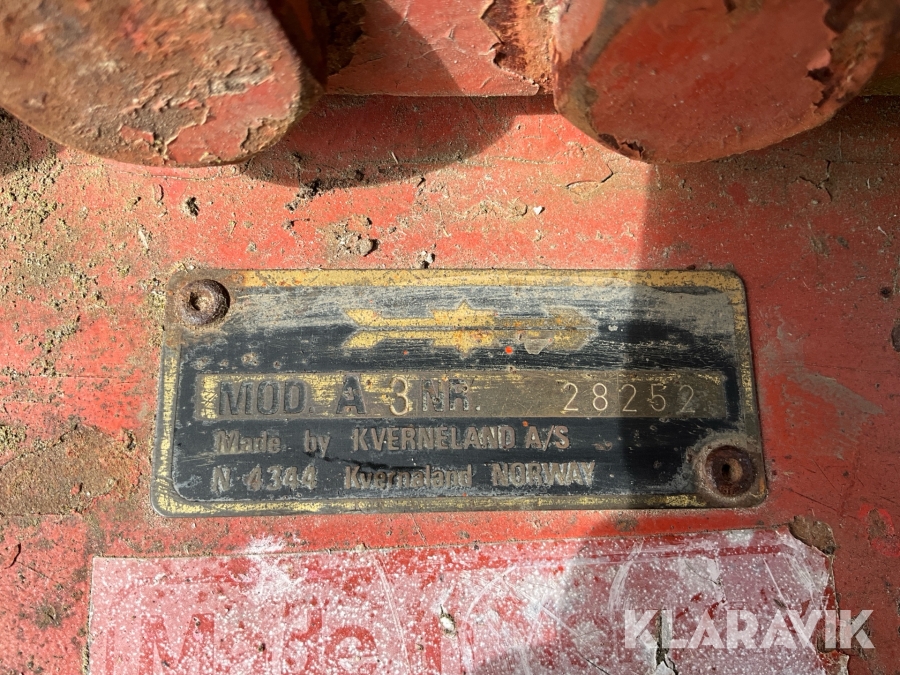 MOD. A 3 NR. 28252
Made by KVERNELAND A/S
N 4344 Kverneland NORWAY
KLARAVIK